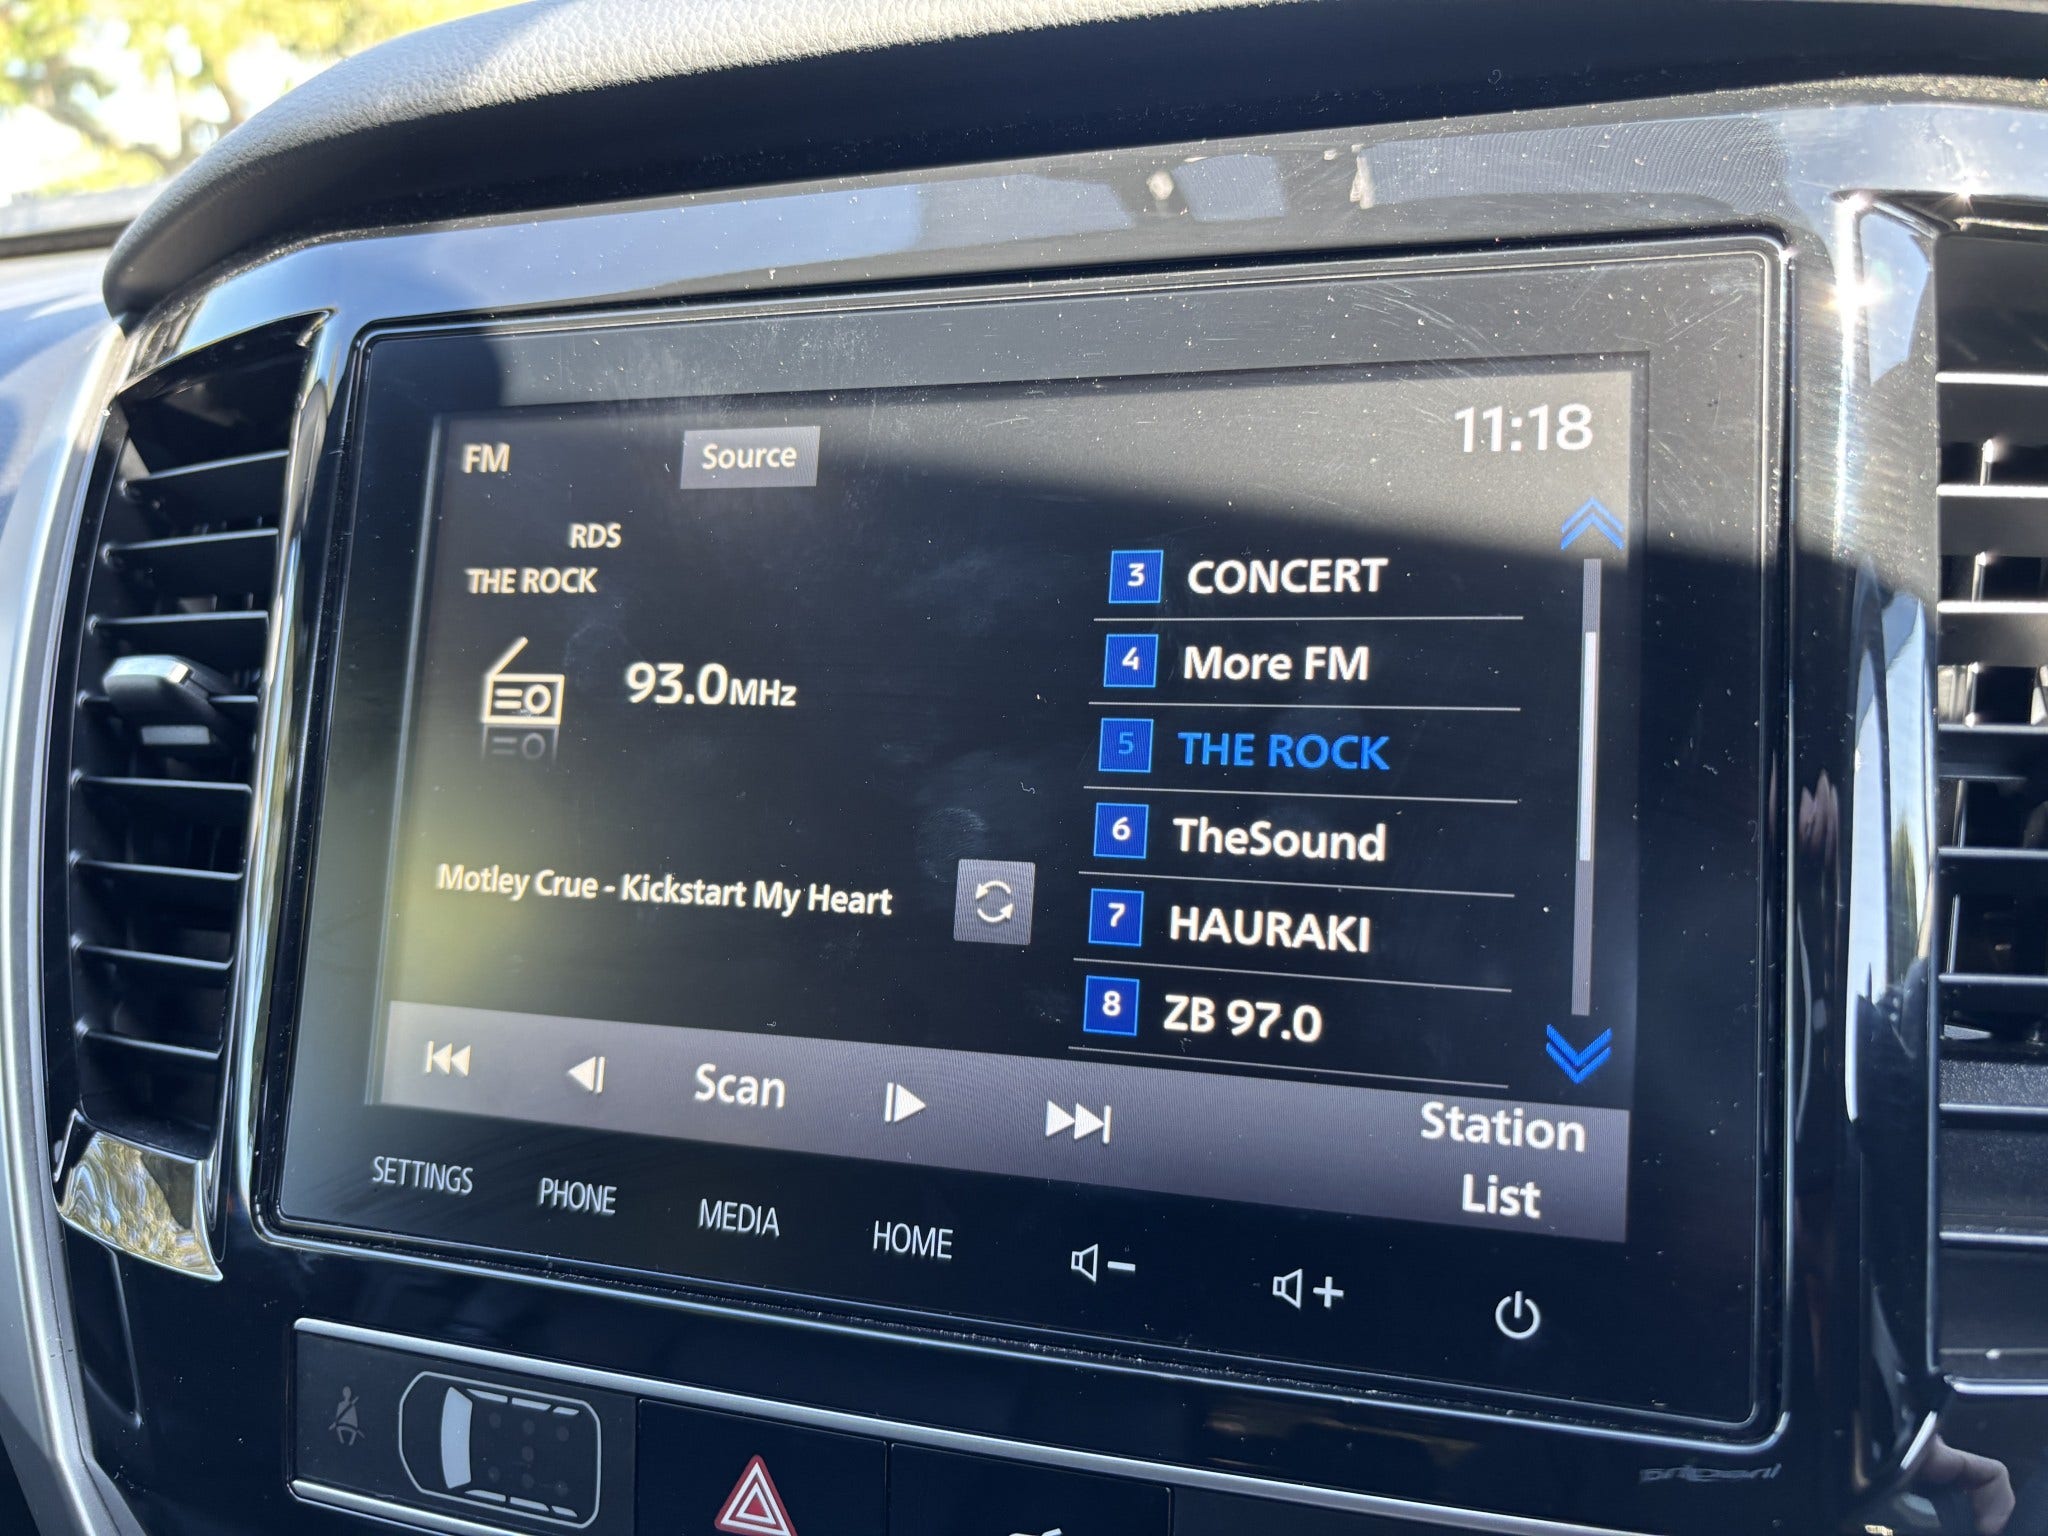 FM
Source
11:18
RDS
THE ROCK
93.0MHz
Motley Crue - Kickstart My Heart
3 CONCERT
4 More FM
5 THE ROCK
6 TheSound
7 HAURAKI
8 ZB 97.0
Scan
Station
List
SETTINGS
PHONE
MEDIA
HOME